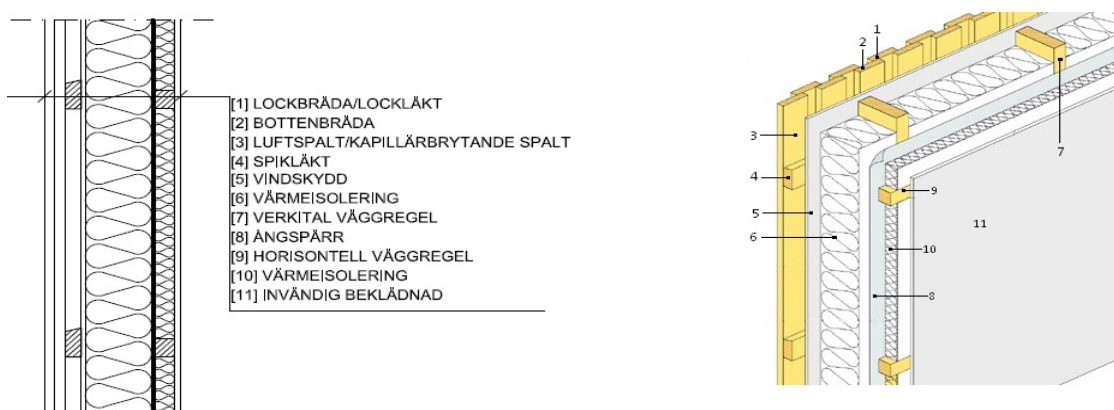 [1] LOCKBRÄDA/LOCKLÄKT
[2] BOTTENBRÄDA
[3] LUFTSPALT/KAPILLÄRBRYTANDE SPALT
[4] SPIKLÄKT
[5] VINDSKYDD
[6] VÄRMEISOLERING
[7] VERKITAL VÄGGREGEL
[8] ÅNGSPÄRR
[9] HORISONTELL VÄGGREGEL
[10] VÄRMEISOLERING
[11] INVÄNDIG BEKLÄDNAD
1
2
3
7
4
9
5
11
6
10
8